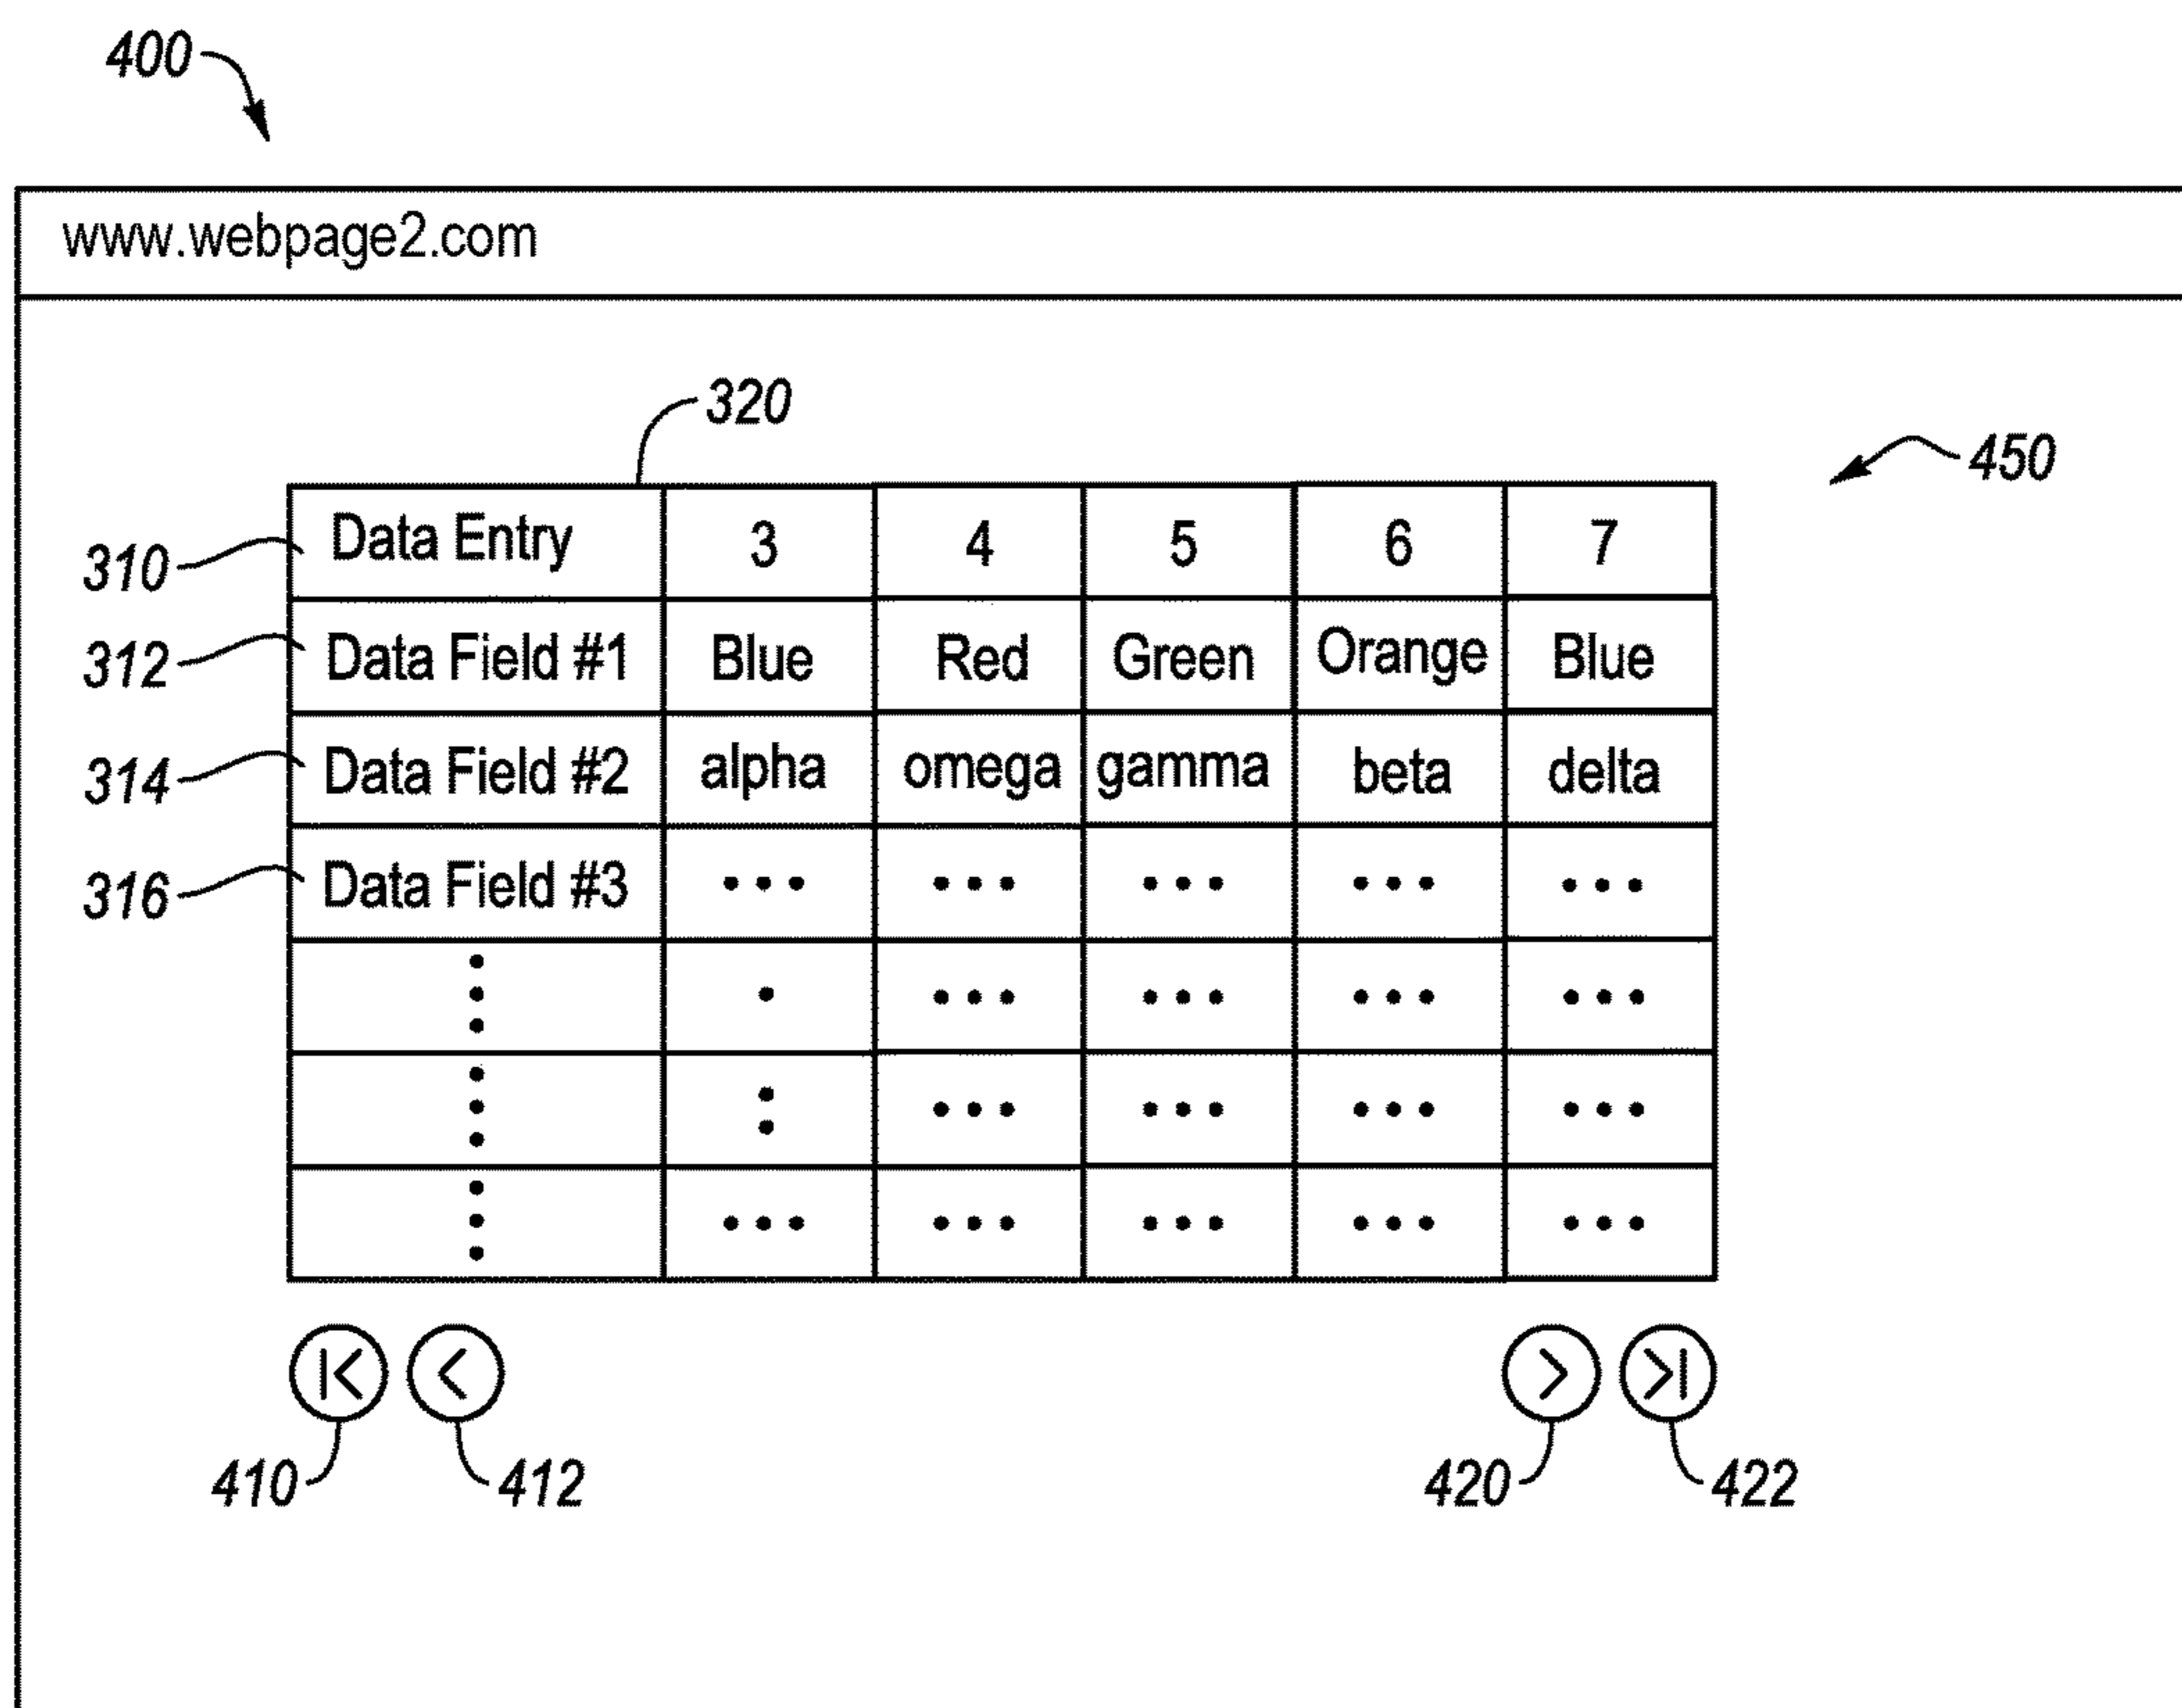 400
www.webpage2.com
320
450
310 Data Entry 3 4 5 6 7
312 Data Field #1 Blue Red Green Orange Blue
314 Data Field #2 alpha omega gamma beta delta
316 Data Field #3 ... ... ... ... ...
410 412 420 422